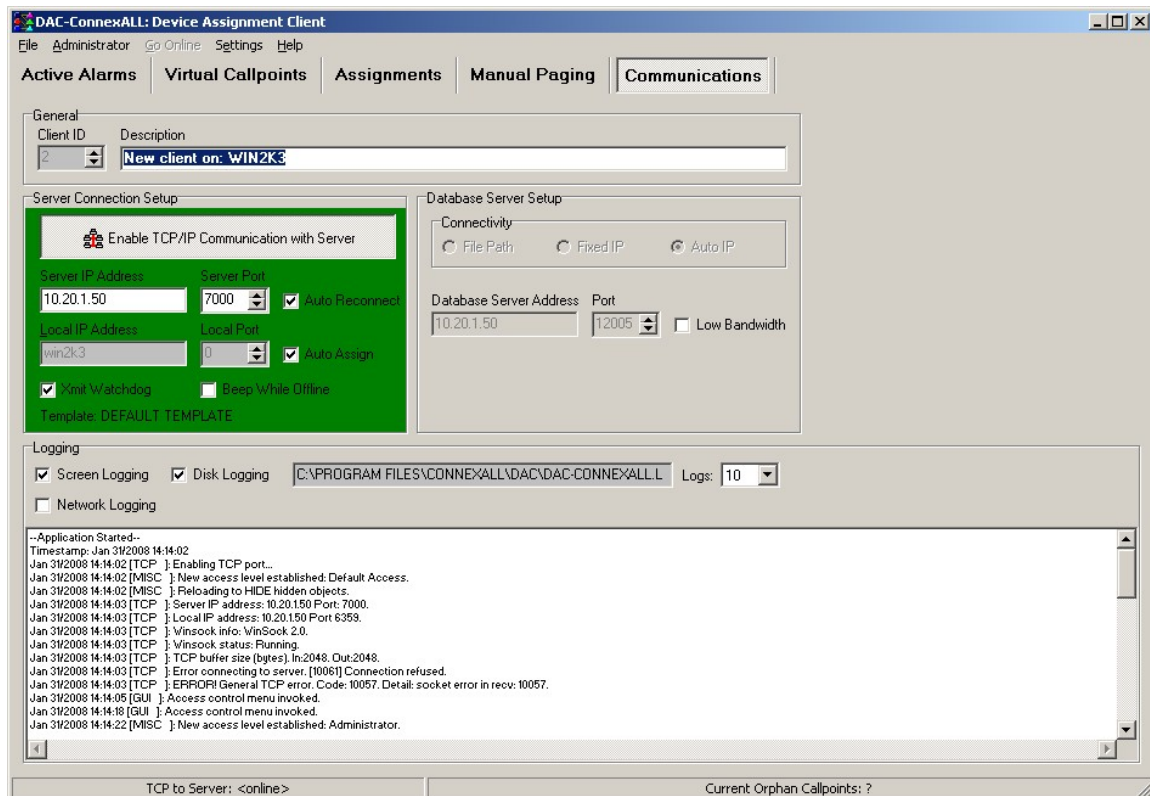 DAC-ConnexALL: Device Assignment Client
File Administrator Go Online Settings Help
Active Alarms Virtual Callpoints Assignments Manual Paging Communications
General
Client ID Description
2 New client on: WIN2K3
Server Connection Setup
Enable TCP/IP Communication with Server
Server IP Address Server Port
10.20.1.50 7000 Auto Reconnect
Local IP Address Local Port
win2k3 0 Auto Assign
Xmit Watchdog Beep While Offline
Template: DEFAULT TEMPLATE
Database Server Setup
Connectivity
File Path Fixed IP Auto IP
Database Server Address Port
10.20.1.50 12005 Low Bandwidth
Logging
Screen Logging Disk Logging C:\PROGRAM FILES\CONNEXALL\DAC\DAC-CONNEXALL.L Logs: 10
Network Logging
--Application Started--
Timestamp: Jan 31/2008 14:14:02
Jan 31/2008 14:14:02 [TCP ]: Enabling TCP port...
Jan 31/2008 14:14:02 [MISC ]: New access level established: Default Access.
Jan 31/2008 14:14:02 [MISC ]: Reloading to HIDE hidden objects.
Jan 31/2008 14:14:03 [TCP ]: Server IP address: 10.20.1.50 Port: 7000.
Jan 31/2008 14:14:03 [TCP ]: Local IP address: 10.20.1.50 Port 6359.
Jan 31/2008 14:14:03 [TCP ]: Winsock info: WinSock 2.0.
Jan 31/2008 14:14:03 [TCP ]: Winsock status: Running.
Jan 31/2008 14:14:03 [TCP ]: TCP buffer size (bytes). In:2048. Out:2048.
Jan 31/2008 14:14:03 [TCP ]: Error connecting to server. [10061] Connection refused.
Jan 31/2008 14:14:03 [TCP ]: ERROR! General TCP error. Code: 10057. Detail: socket error in recv: 10057.
Jan 31/2008 14:14:05 [GUI ]: Access control menu invoked.
Jan 31/2008 14:14:18 [GUI ]: Access control menu invoked.
Jan 31/2008 14:14:22 [MISC ]: New access level established: Administrator.
TCP to Server: <online> Current Orphan Callpoints: ?